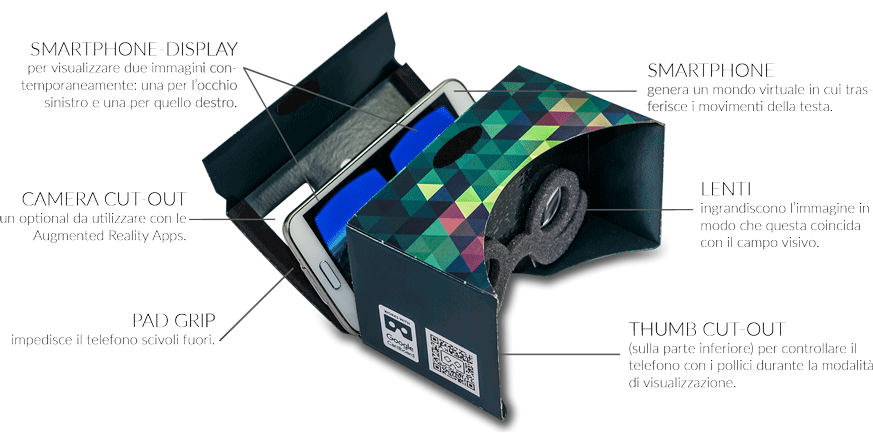 SMARTPHONE-DISPLAY
per visualizzare due immagini con-
temporaneamente: una per l'occhio
sinistro e una per quello destro.
SMARTPHONE
genera un mondo virtuale in cui tras-
ferisce i movimenti della testa.
CAMERA CUT-OUT
un optional da utilizzare con le
Augmented Reality Apps.
LENTI
ingrandiscono l'immagine in
modo che questa coincida
con il campo visivo.
PAD GRIP
impedisce il telefono scivoli fuori.
THUMB CUT-OUT
(sulla parte inferiore) per controllare il
telefono con i pollici durante la modalità
di visualizzazione.
WORKS WITH
Google
Cardboard